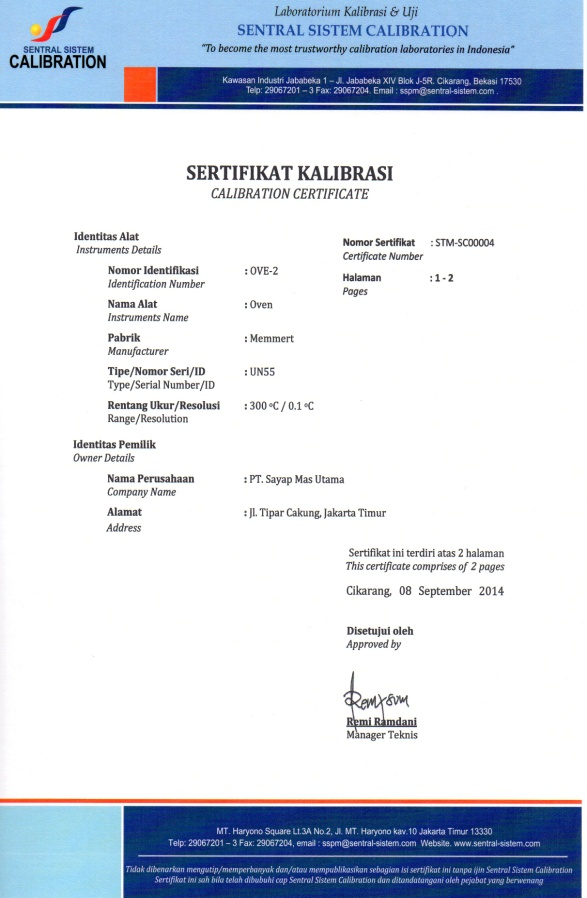 SENTRAL SISTEM
CALIBRATION
Laboratorium Kalibrasi & Uji
SENTRAL SISTEM CALIBRATION
"To become the most trustworthy calibration laboratories in Indonesia"
Kawasan Industri Jababeka 1 – Jl. Jababeka XIV Blok J-5R. Cikarang, Bekasi 17530
Telp: 29067201 – 3 Fax: 29067204. Email : sspm@sentral-sistem.com .
SERTIFIKAT KALIBRASI
CALIBRATION CERTIFICATE
Identitas Alat
Instruments Details
Nomor Sertifikat : STM-SC00004
Certificate Number
Halaman : 1 - 2
Pages
Nomor Identifikasi : OVE-2
Identification Number
Nama Alat : Oven
Instruments Name
Pabrik : Memmert
Manufacturer
Tipe/Nomor Seri/ID : UN55
Type/Serial Number/ID
Rentang Ukur/Resolusi : 300 ºC / 0.1 ºC
Range/Resolution
Identitas Pemilik
Owner Details
Nama Perusahaan : PT. Sayap Mas Utama
Company Name
Alamat : Jl. Tipar Cakung, Jakarta Timur
Address
Sertifikat ini terdiri atas 2 halaman
This certificate comprises of 2 pages
Cikarang, 08 September 2014
Disetujui oleh
Approved by
Remi Ramdani
Manager Teknis
MT. Haryono Square Lt.3A No.2, Jl. MT. Haryono kav.10 Jakarta Timur 13330
Telp: 29067201 – 3 Fax: 29067204, email : sspm@sentral-sistem.com Website. www.sentral-sistem.com
Tidak dibenarkan mengutip/memperbanyak dan/atau mempublikasikan sebagian isi sertifikat ini tanpa ijin Sentral Sistem Calibration
Sertifikat ini sah bila telah dibubuhi cap Sentral Sistem Calibration dan ditandatangani oleh pejabat yang berwenang